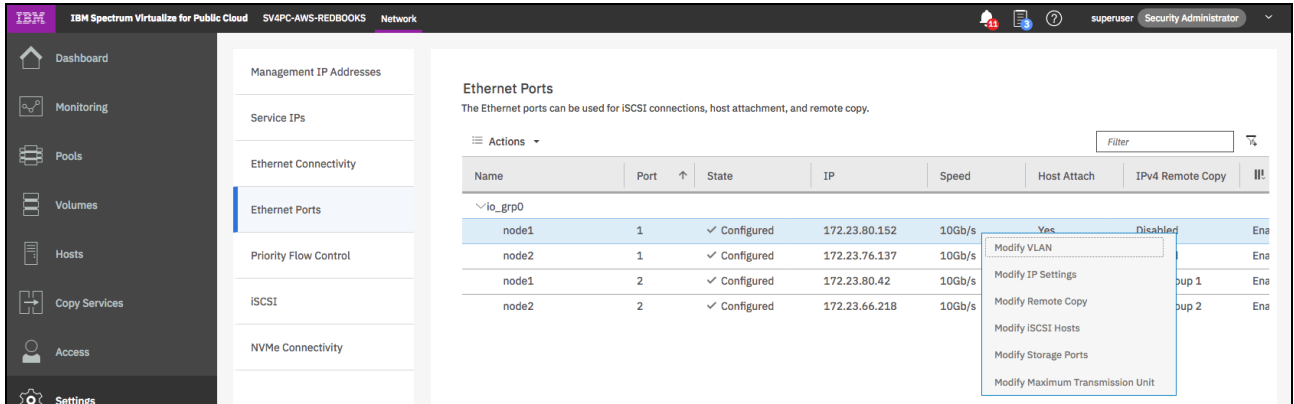 IBM IBM Spectrum Virtualize for Public Cloud SV4PC-AWS-REDBOOKS Network 11 3 superuser Security Administrator
Dashboard
Monitoring
Pools
Volumes
Hosts
Copy Services
Access
Settings
Management IP Addresses
Service IPs
Ethernet Connectivity
Ethernet Ports
Priority Flow Control
iSCSI
NVMe Connectivity
Ethernet Ports
The Ethernet ports can be used for iSCSI connections, host attachment, and remote copy.
Actions Filter
Name Port State IP Speed Host Attach IPv4 Remote Copy
io_grp0
node1 1 Configured 172.23.80.152 10Gb/s Yes Disabled Ena
node2 1 Configured 172.23.76.137 10Gb/s Ena
node1 2 Configured 172.23.80.42 10Gb/s oup 1 Ena
node2 2 Configured 172.23.66.218 10Gb/s oup 2 Ena
Modify VLAN
Modify IP Settings
Modify Remote Copy
Modify iSCSI Hosts
Modify Storage Ports
Modify Maximum Transmission Unit